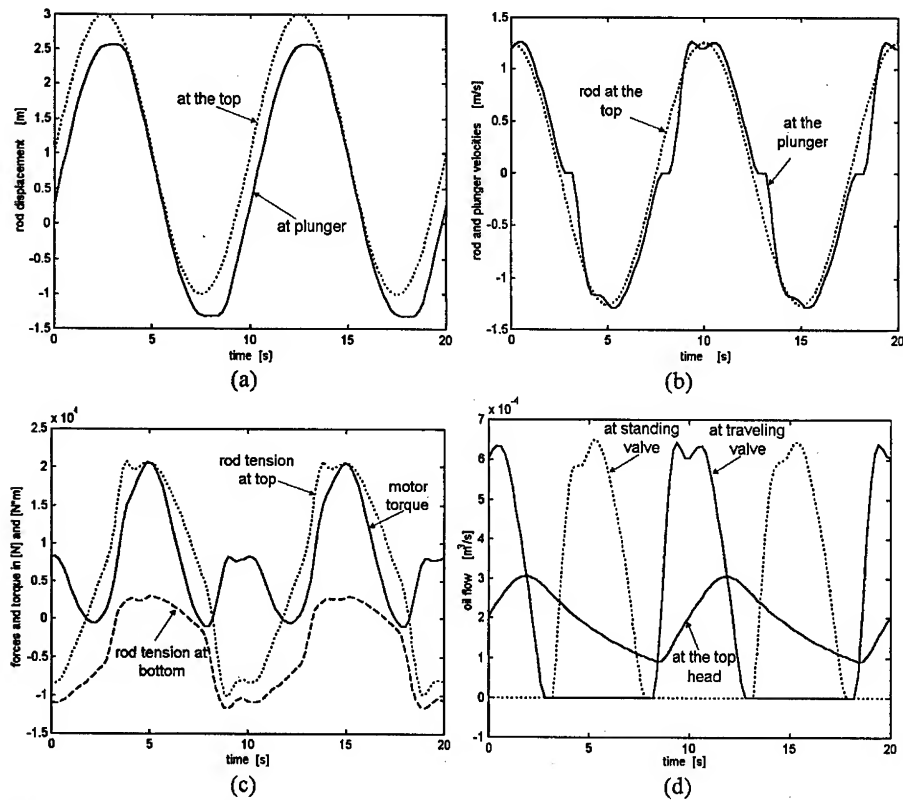 3
2.5
2
1.5
1
0.5
0
-0.5
-1
-1.5
rod displacement [m]
at the top
at plunger
0 5 10 15 20
time [s]
(a)
1.5
1
0.5
0
-0.5
-1
-1.5
rod and plunger velocities [m/s]
rod at the top
at the plunger
0 5 10 15 20
time [s]
(b)
x 10^4
2.5
2
1.5
1
0.5
0
-0.5
-1
-1.5
forces and torque in [N] and [N*m]
rod tension at top
motor torque
rod tension at bottom
0 5 10 15 20
time [s]
(c)
x 10^-4
7
6
5
4
3
2
1
0
-1
oil flow [m^3/s]
at standing valve
at traveling valve
at the top head
0 5 10 15 20
time [s]
(d)